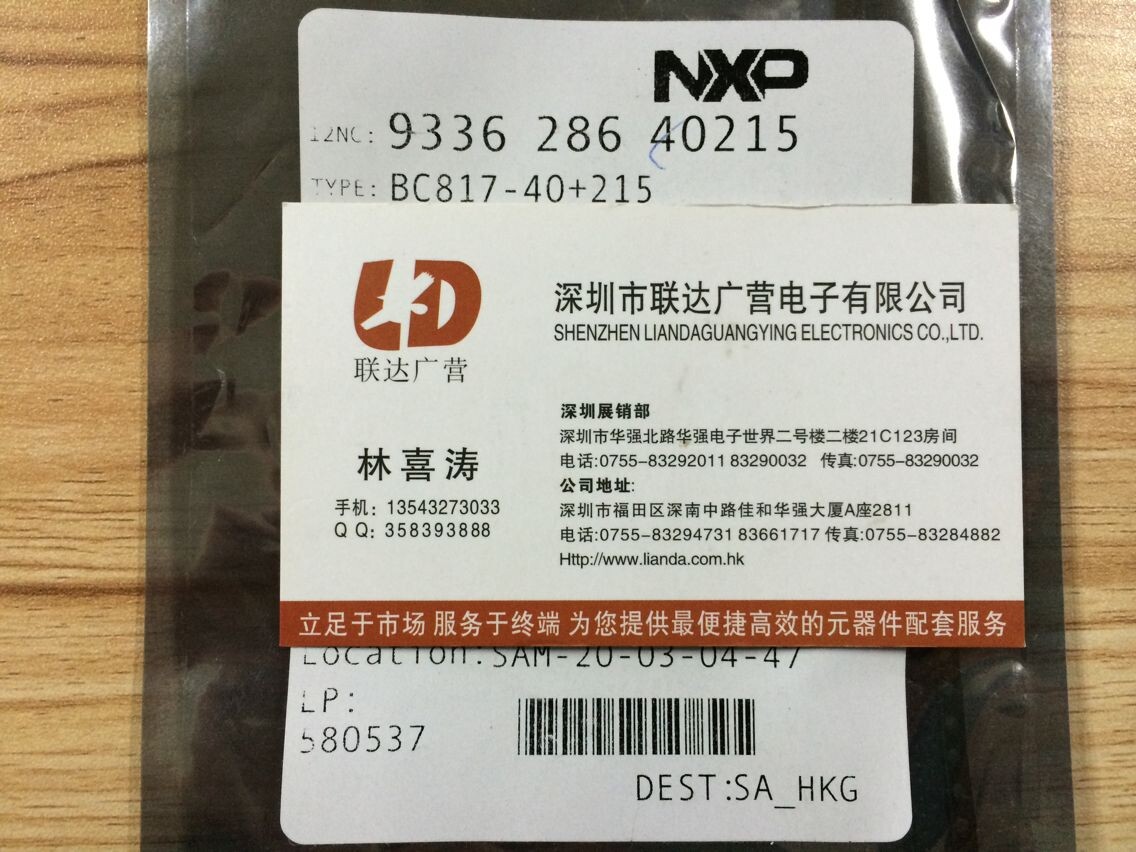 NXP
12NC: 9336 286 40215
TYPE: BC817-40+215
联达广营
深圳市联达广营电子有限公司
SHENZHEN LIANDAGUANGYING ELECTRONICS CO.,LTD.
林喜涛
手机：13543273033
Q Q：358393888
深圳展销部
深圳市华强北路华强电子世界二号楼二楼21C123房间
电话:0755-83292011 83290032 传真:0755-83290032
公司地址:
深圳市福田区深南中路佳和华强大厦A座2811
电话:0755-83294731 83661717 传真:0755-83284882
Http://www.lianda.com.hk
立足于市场 服务于终端 为您提供最便捷高效的元器件配套服务
Location:SAM-20-03-04-47
LP:
580537
DEST:SA_HKG